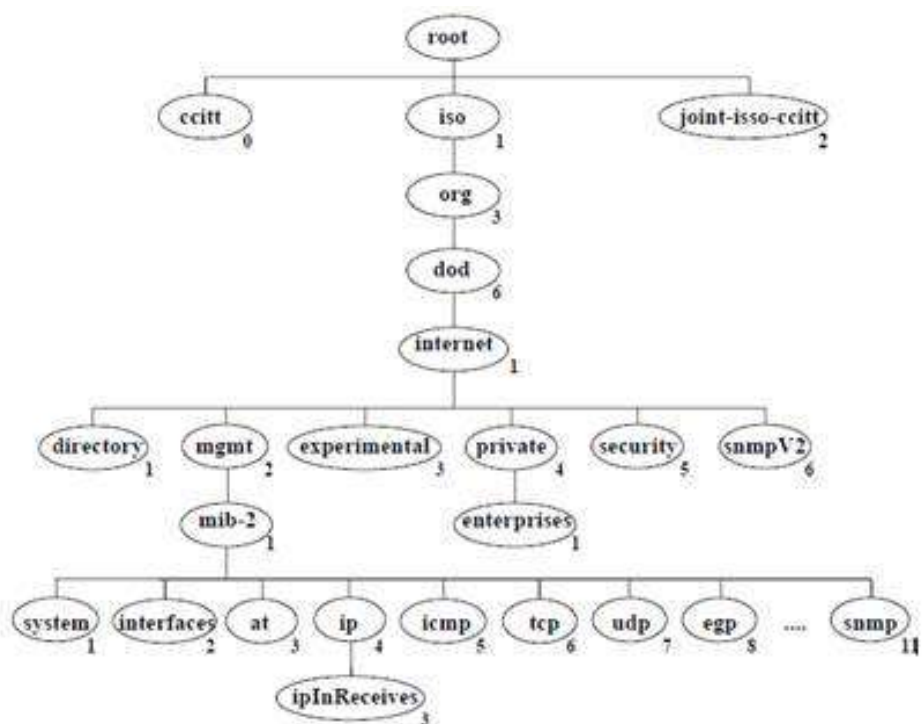 root
ccitt iso joint-isso-ccitt
0 1 2
org
3
dod
6
internet
1
directory mgmt experimental private security snmpV2
1 2 3 4 5 6
mib-2 enterprises
1 1
system interfaces at ip icmp tcp udp egp .... snmp
1 2 3 4 5 6 7 8 11
ipInReceives
3